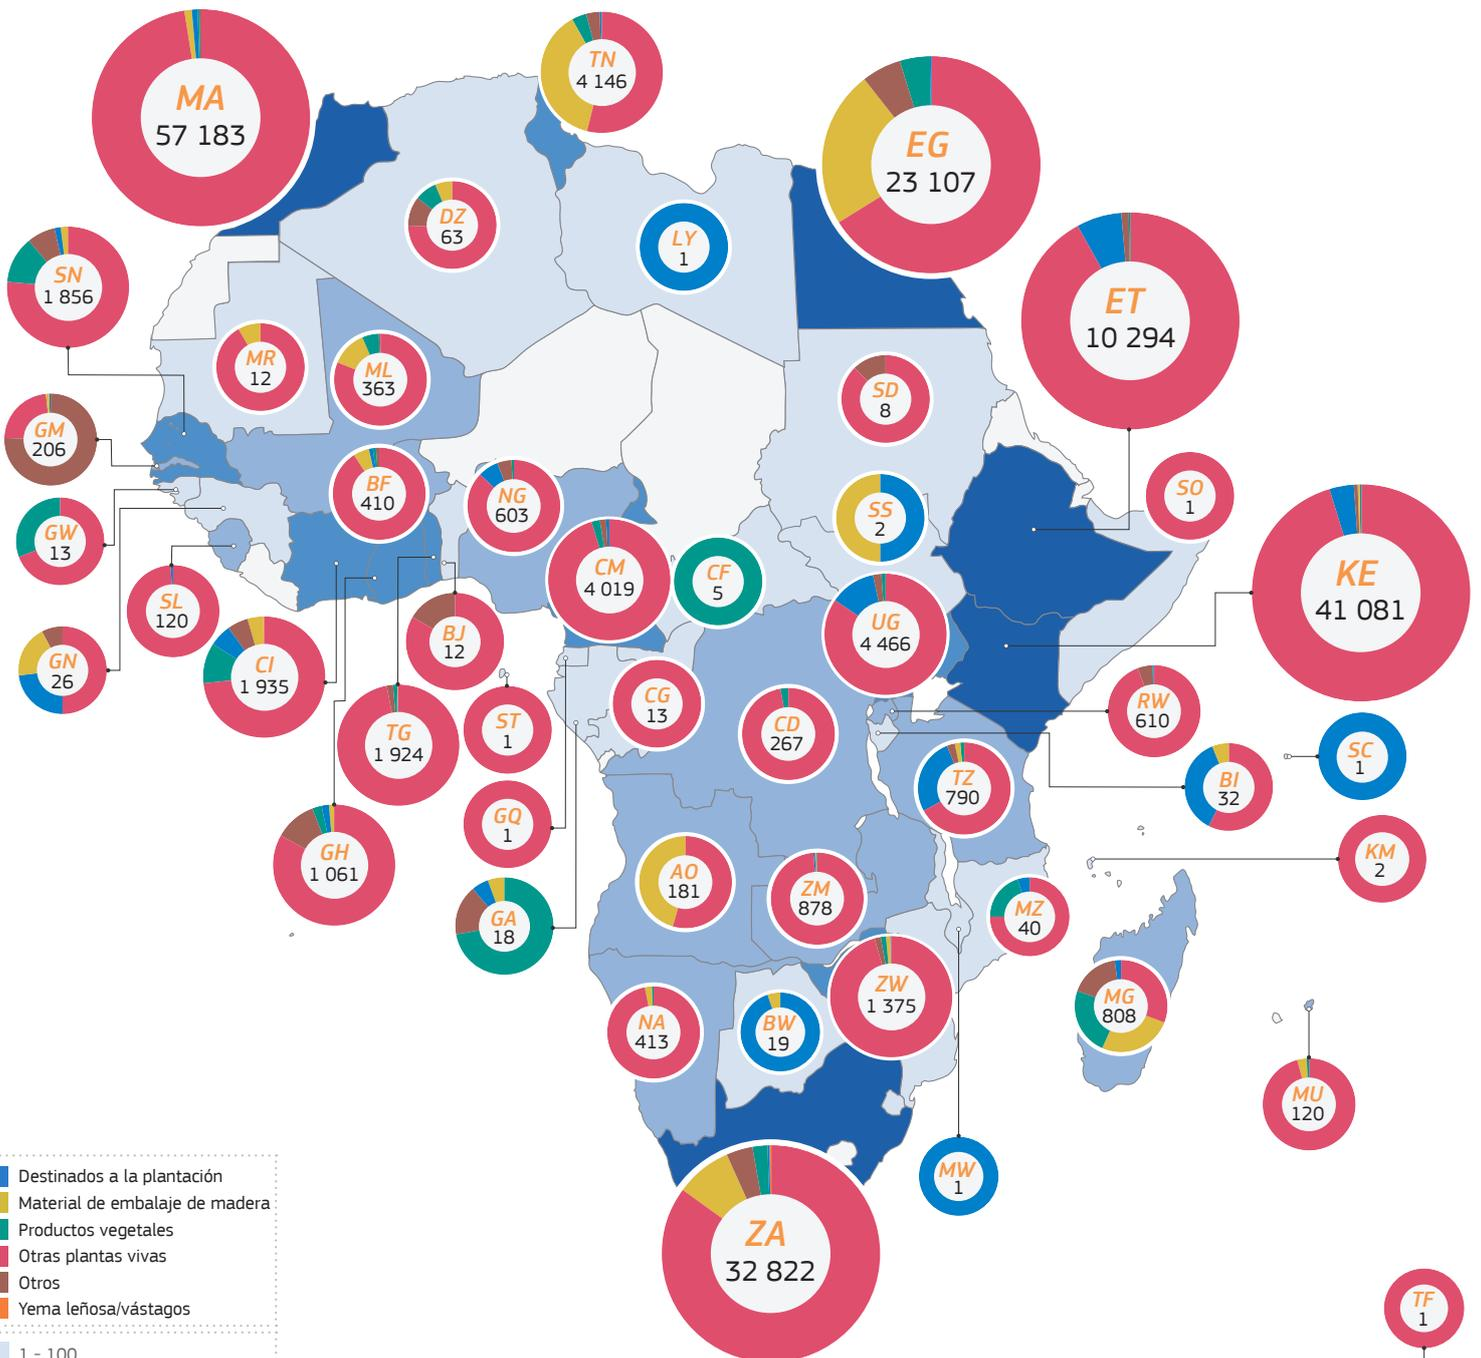 MA
57 183
TN
4 146
EG
23 107
DZ
63
LY
1
SN
1 856
ET
10 294
MR
12
ML
363
SD
8
GM
206
BF
410
NG
603
SS
2
SO
1
GW
13
CM
4 019
CF
5
KE
41 081
SL
120
UG
4 466
GN
26
CI
1 935
BJ
12
TG
1 924
ST
1
CG
13
CD
267
RW
610
SC
1
TZ
790
BI
32
GQ
1
GH
1 061
KM
2
AO
181
ZM
878
GA
18
MZ
40
NA
413
BW
19
ZW
1 375
MG
808
MU
120
MW
1
ZA
32 822
TF
1
Destinados a la plantación
Material de embalaje de madera
Productos vegetales
Otras plantas vivas
Otros
Yema leñosa/vástagos
1 - 100